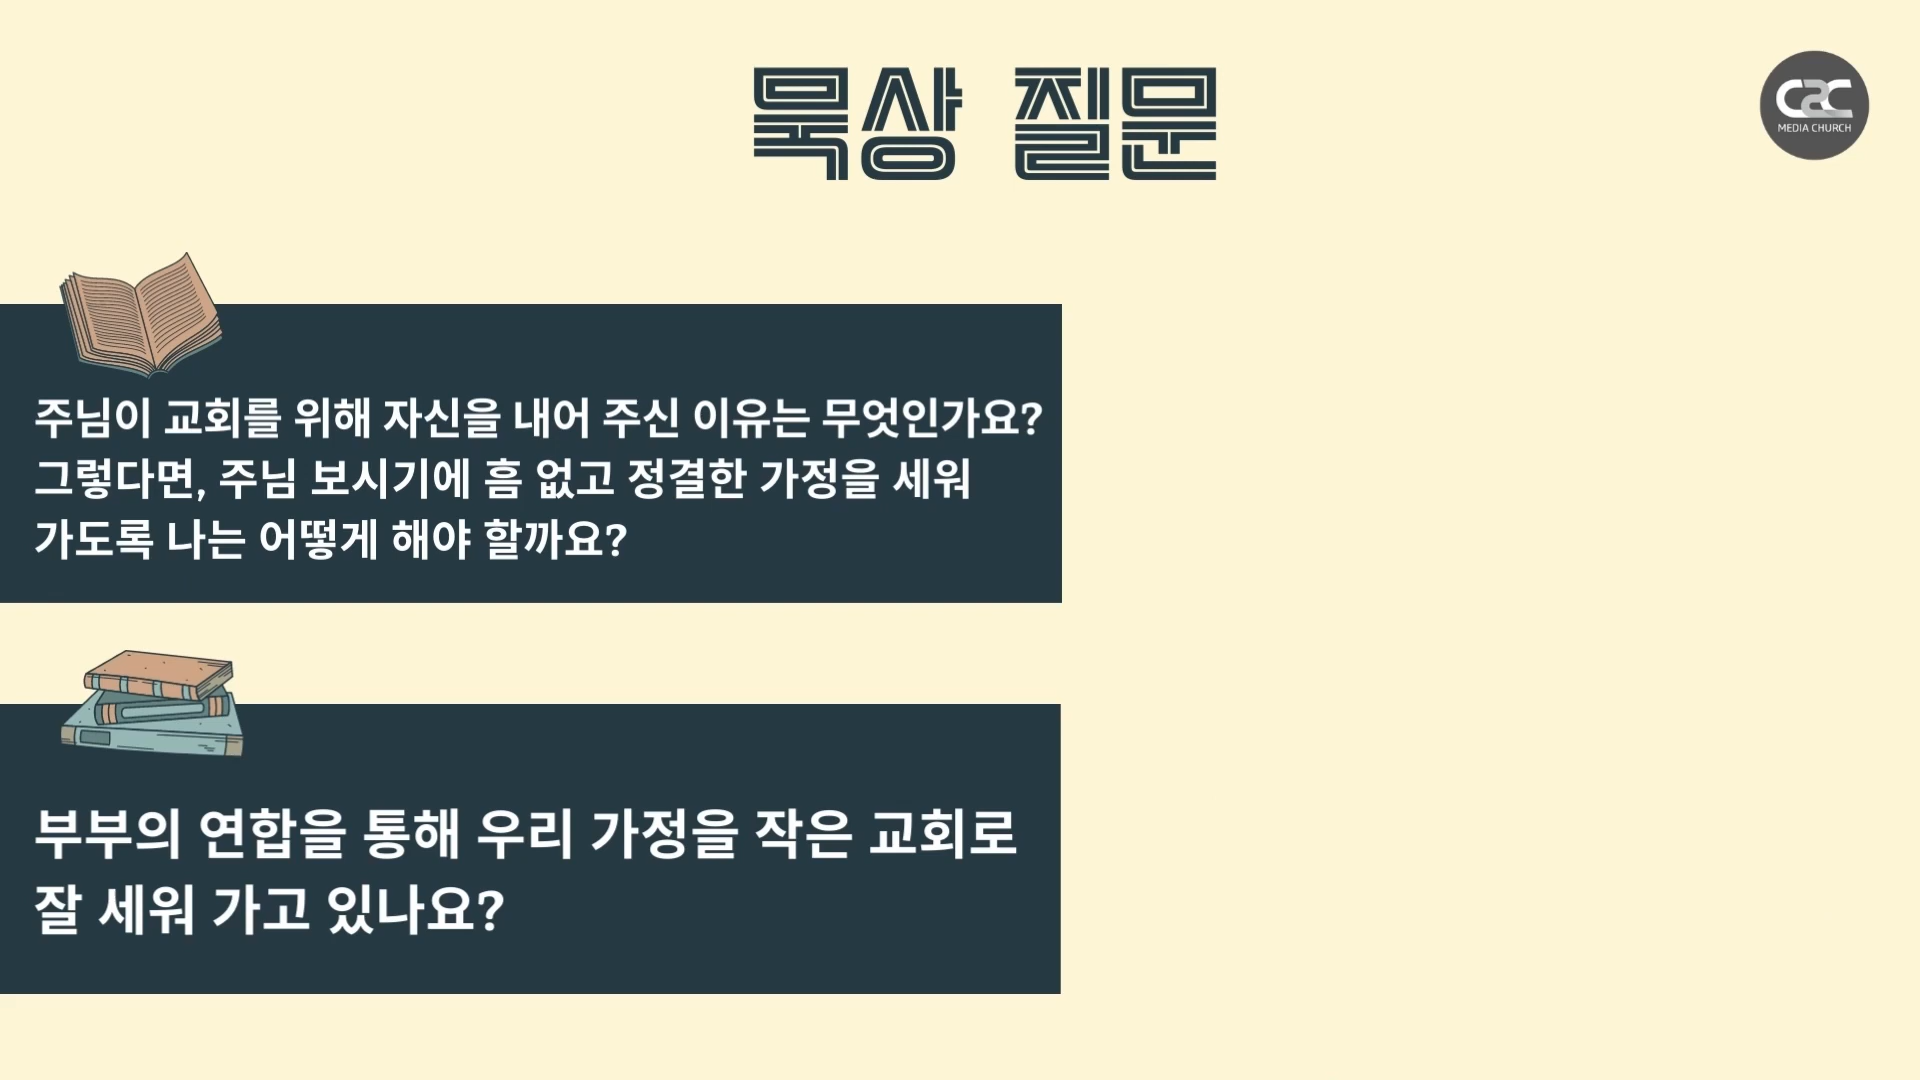 묵상 질문
C2C
MEDIA CHURCH
주님이 교회를 위해 자신을 내어 주신 이유는 무엇인가요?
그렇다면, 주님 보시기에 흠 없고 정결한 가정을 세워
가도록 나는 어떻게 해야 할까요?
부부의 연합을 통해 우리 가정을 작은 교회로
잘 세워 가고 있나요?